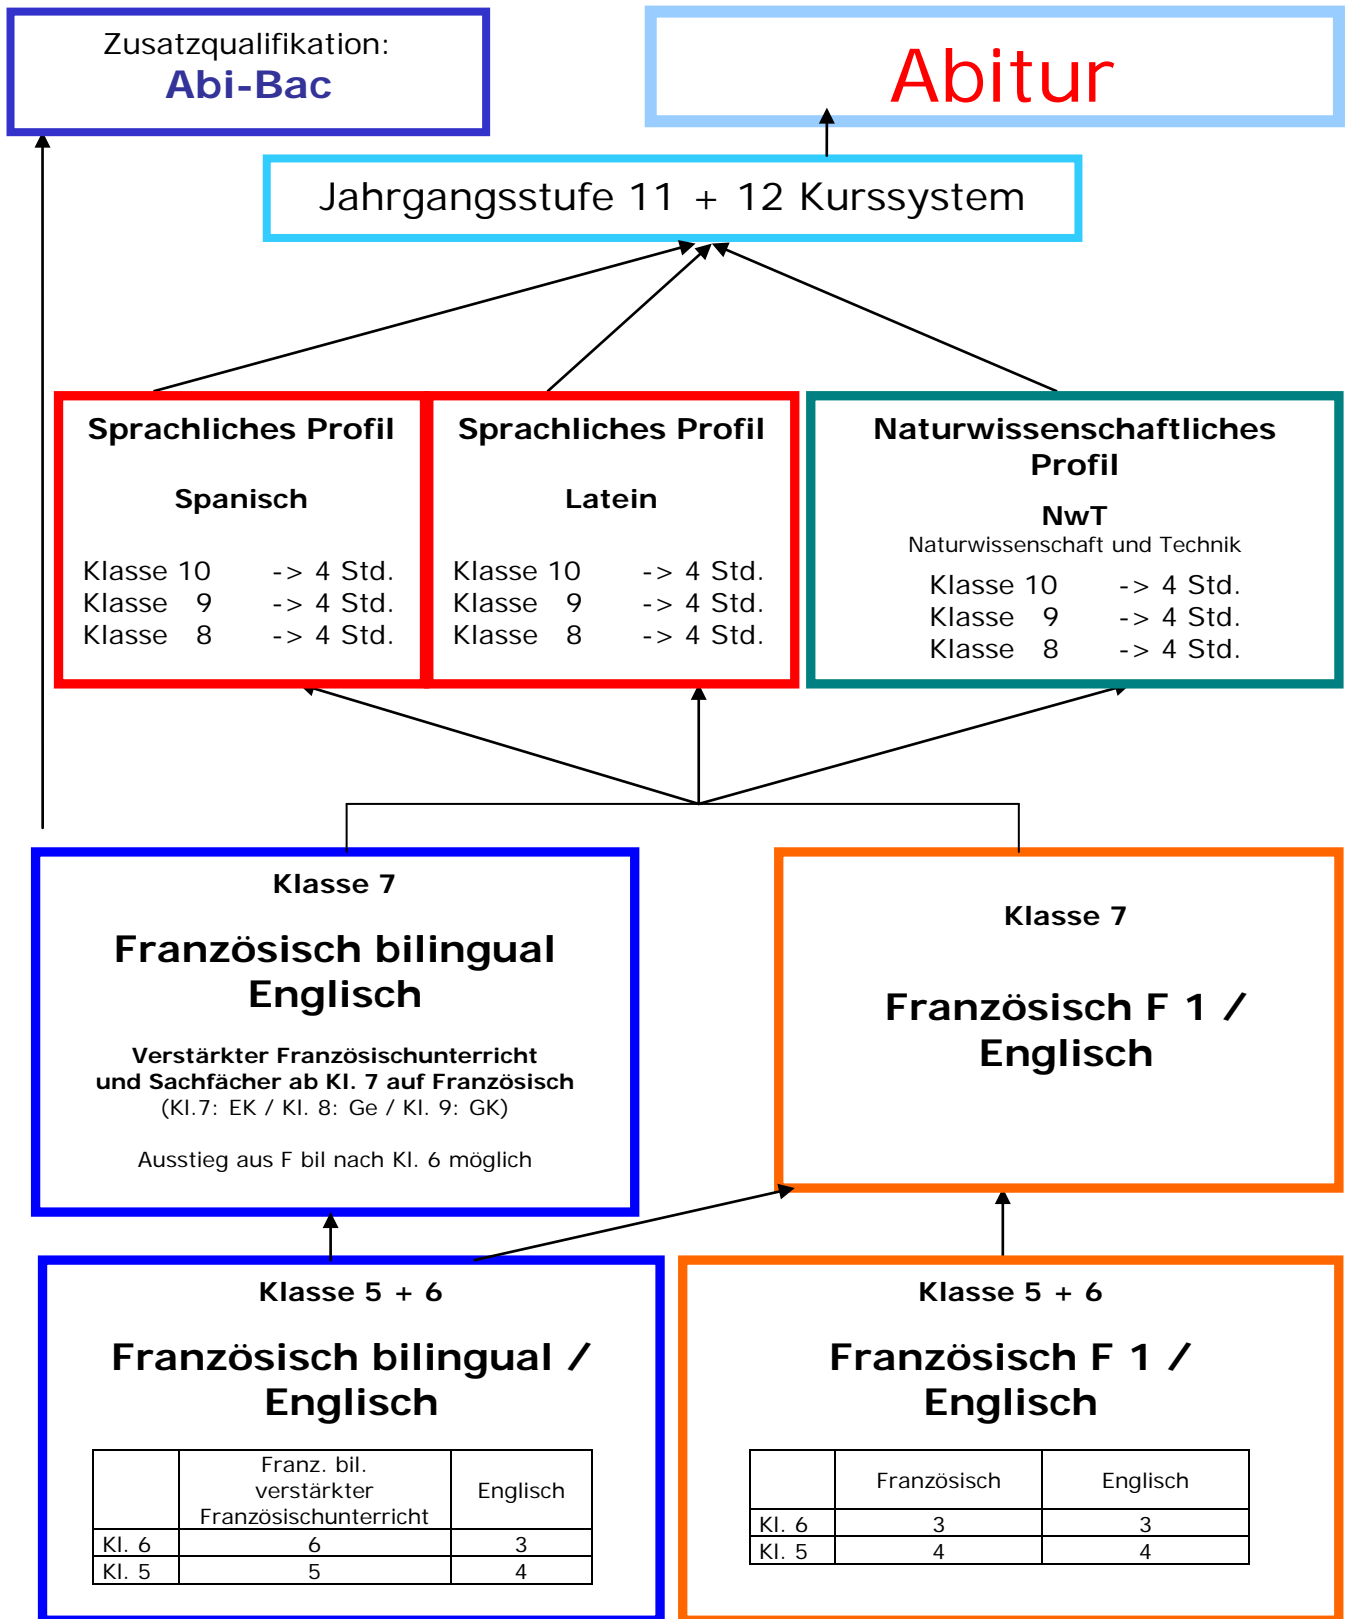 Zusatzqualifikation:
Abi-Bac
Abitur
Jahrgangsstufe 11 + 12 Kurssystem
Sprachliches Profil
Spanisch
Klasse 10 -> 4 Std.
Klasse 9 -> 4 Std.
Klasse 8 -> 4 Std.
Sprachliches Profil
Latein
Klasse 10 -> 4 Std.
Klasse 9 -> 4 Std.
Klasse 8 -> 4 Std.
Naturwissenschaftliches
Profil
NwT
Naturwissenschaft und Technik
Klasse 10 -> 4 Std.
Klasse 9 -> 4 Std.
Klasse 8 -> 4 Std.
Klasse 7
Französisch bilingual
Englisch
Verstärkter Französischunterricht
und Sachfächer ab Kl. 7 auf Französisch
(Kl.7: EK / Kl. 8: Ge / Kl. 9: GK)
Ausstieg aus F bil nach Kl. 6 möglich
Klasse 7
Französisch F 1 /
Englisch
Klasse 5 + 6
Französisch bilingual /
Englisch
Franz. bil.
verstärkter
Französischunterricht
Englisch
Kl. 6 6 3
Kl. 5 5 4
Klasse 5 + 6
Französisch F 1 /
Englisch
Französisch Englisch
Kl. 6 3 3
Kl. 5 4 4